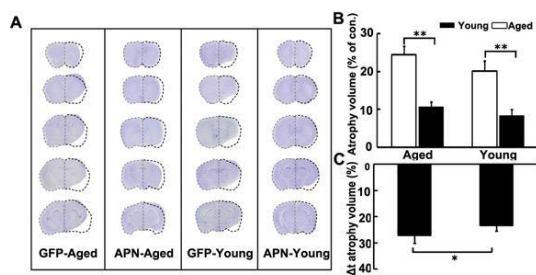 A
GFP-Aged
APN-Aged
GFP-Young
APN-Young
B
Young
Aged
Atrophy volume (% of con.)
30
20
10
0
**
**
Aged
Young
C
Δt atrophy volume (%)
0
10
20
30
40
*